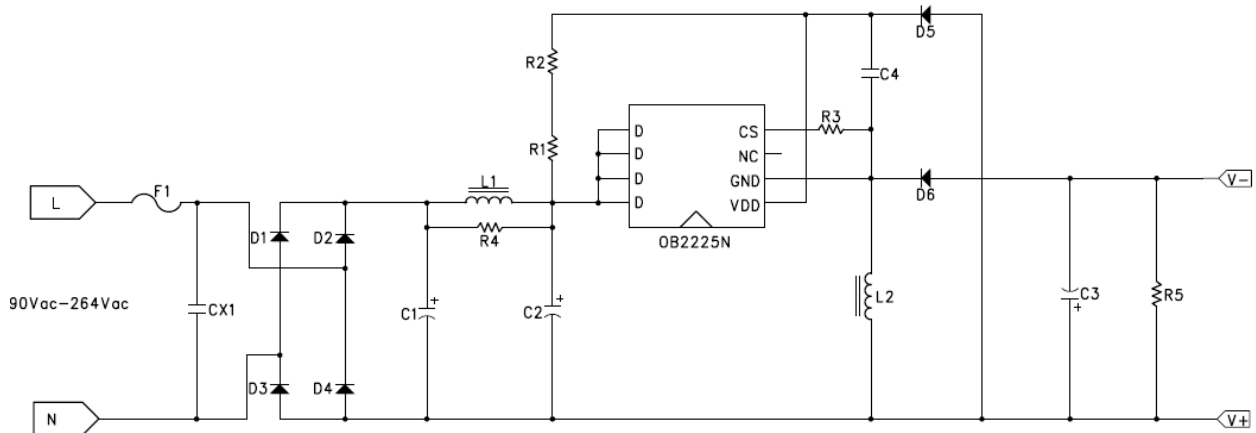 D5
R2
C4
D
CS
R3
R1
D
NC
L1
D
GND
V-
L
F1
D
VDD
D6
D1
D2
R4
OB2225N
L2
C3
R5
90Vac-264Vac
CX1
C1
+
C2
+
+
D3
D4
N
V+